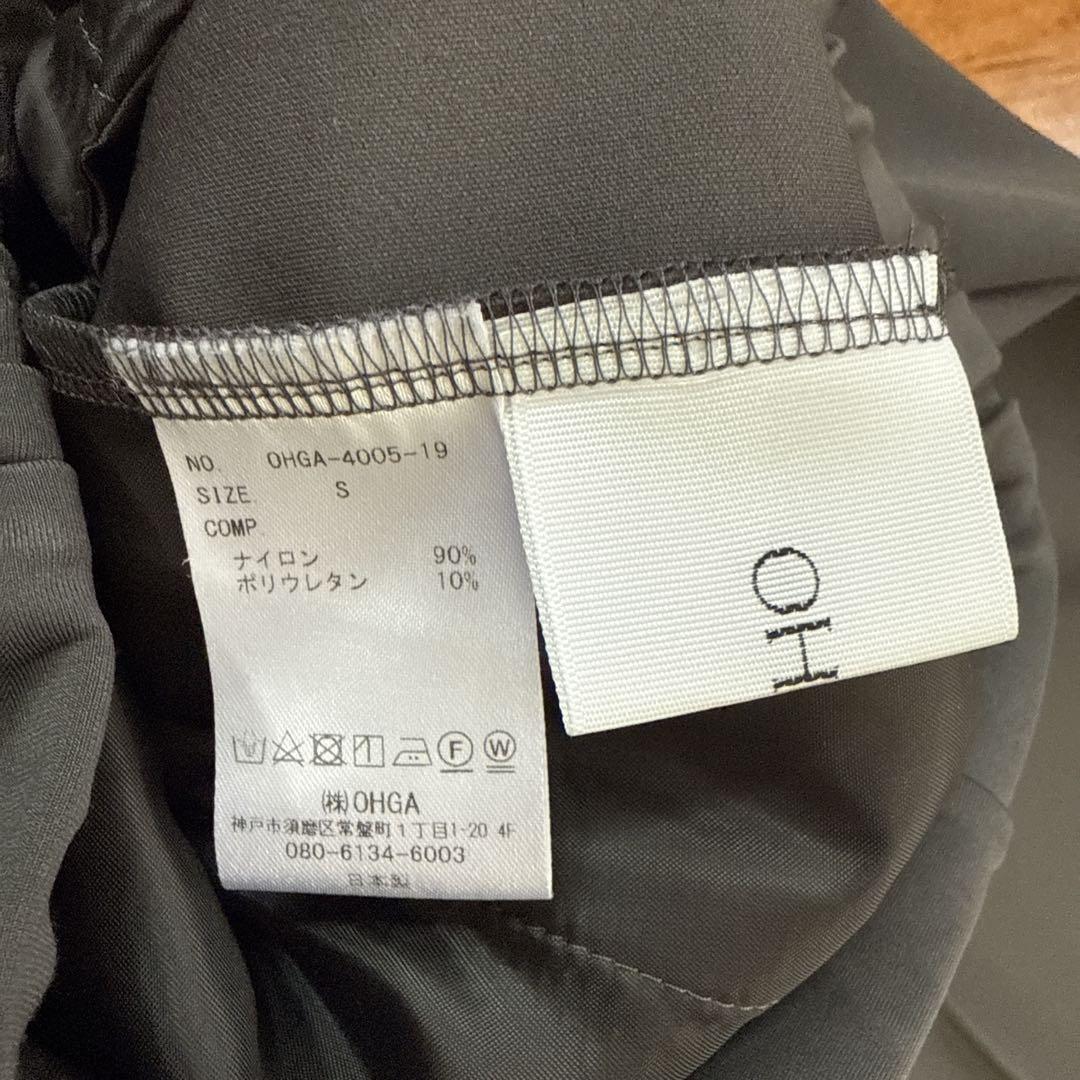 NO. OHGA-4005-19
SIZE. S
COMP.
ナイロン 90%
ポリウレタン 10%
F W
㈱OHGA
神戸市須磨区常盤町1丁目1-20 4F
080-6134-6003
日本製
OH